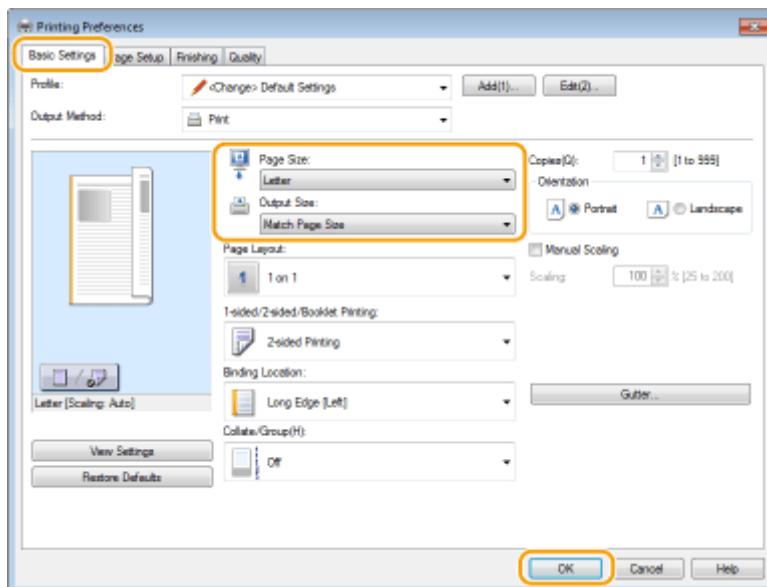 Printing Preferences
Basic Settings Page Setup Finishing Quality
Profile: <Change> Default Settings Add(1)... Edit(2)...
Output Method: Print
Page Size:
Letter
Output Size:
Match Page Size
Copies(Q): 1 [1 to 999]
Orientation
A Portrait A Landscape
Page Layout:
1 1 on 1
Manual Scaling
Scaling: 100 % [25 to 200]
1-sided/2-sided/Booklet Printing:
2-sided Printing
Binding Location:
Long Edge [Left]
Gutter...
Letter [Scaling: Auto]
Collate/Group(H):
Off
View Settings
Restore Defaults
OK Cancel Help